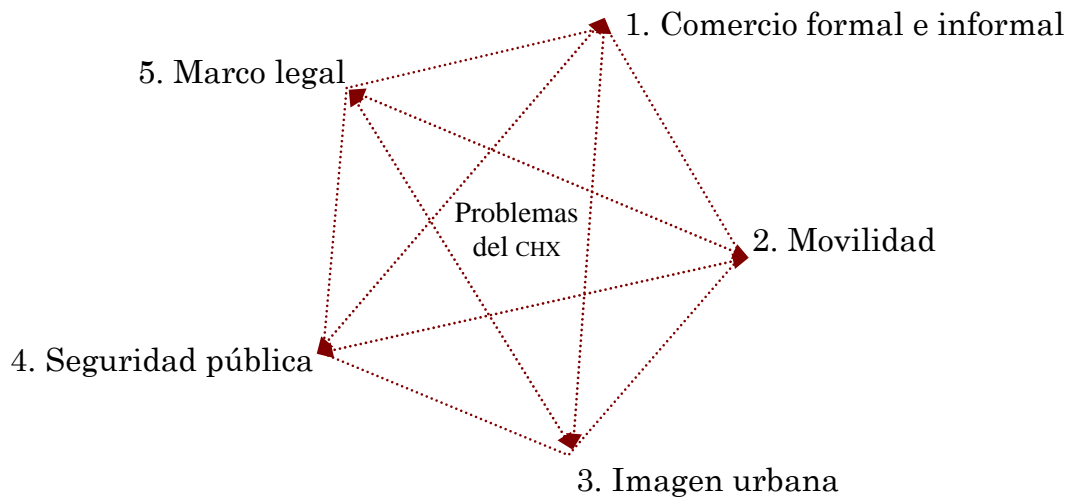 1. Comercio formal e informal
5. Marco legal
Problemas
del CHX
2. Movilidad
4. Seguridad pública
3. Imagen urbana